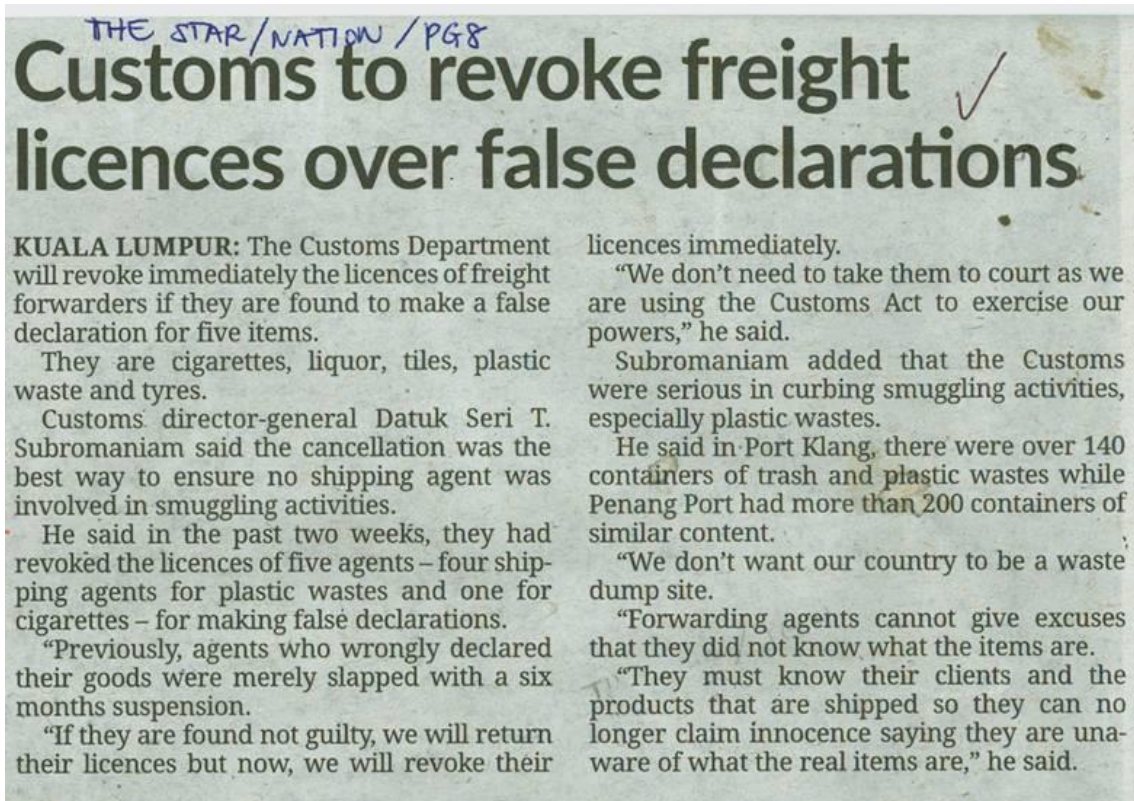 THE STAR/NATION/PG8
Customs to revoke freight
licences over false declarations
KUALA LUMPUR: The Customs Department
will revoke immediately the licences of freight
forwarders if they are found to make a false
declaration for five items.
They are cigarettes, liquor, tiles, plastic
waste and tyres.
Customs director-general Datuk Seri T.
Subromaniam said the cancellation was the
best way to ensure no shipping agent was
involved in smuggling activities.
He said in the past two weeks, they had
revoked the licences of five agents – four ship-
ping agents for plastic wastes and one for
cigarettes – for making false declarations.
“Previously, agents who wrongly declared
their goods were merely slapped with a six
months suspension.
“If they are found not guilty, we will return
their licences but now, we will revoke their
licences immediately.
“We don’t need to take them to court as we
are using the Customs Act to exercise our
powers,” he said.
Subromaniam added that the Customs
were serious in curbing smuggling activities,
especially plastic wastes.
He said in Port Klang, there were over 140
containers of trash and plastic wastes while
Penang Port had more than 200 containers of
similar content.
“We don’t want our country to be a waste
dump site.
“Forwarding agents cannot give excuses
that they did not know what the items are.
“They must know their clients and the
products that are shipped so they can no
longer claim innocence saying they are una-
ware of what the real items are,” he said.